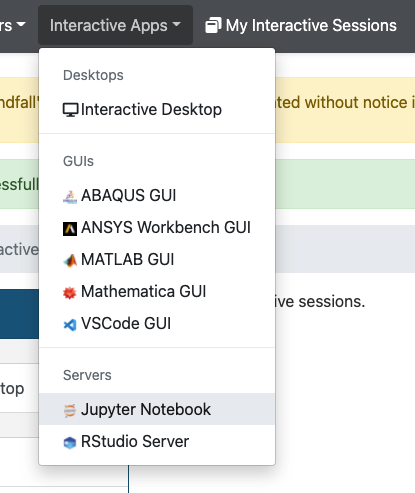 rs Interactive Apps My Interactive Sessions
Desktops
ndfall' ted without notice i
Interactive Desktop
GUIs
essfull
ABAQUS GUI
ANSYS Workbench GUI
active
MATLAB GUI
Mathematica GUI ive sessions.
VSCode GUI
Servers
top
Jupyter Notebook
RStudio Server